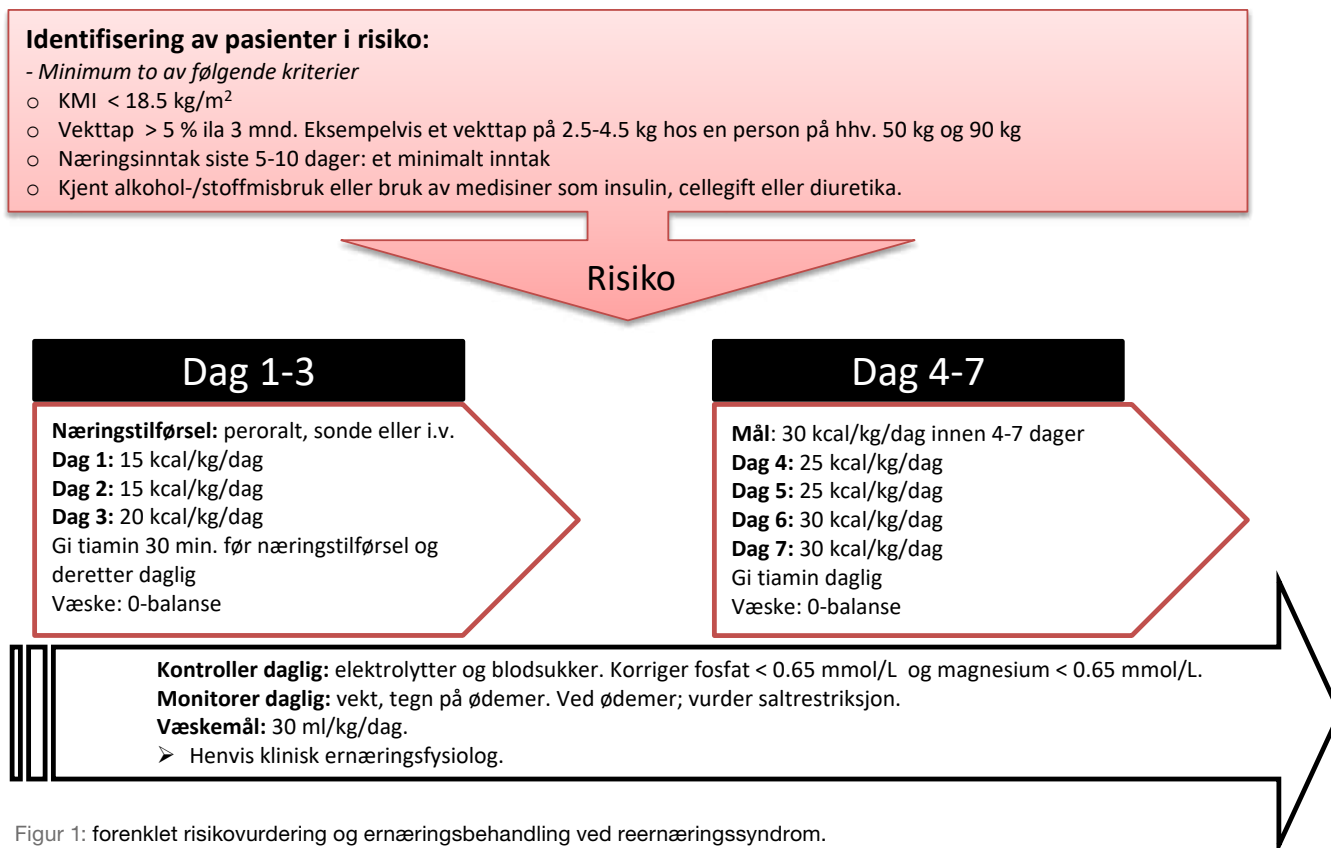 Identifisering av pasienter i risiko:
- Minimum to av følgende kriterier
o KMI < 18.5 kg/m²
o Vekttap > 5 % ila 3 mnd. Eksempelvis et vekttap på 2.5-4.5 kg hos en person på hhv. 50 kg og 90 kg
o Næringsinntak siste 5-10 dager: et minimalt inntak
o Kjent alkohol-/stoffmisbruk eller bruk av medisiner som insulin, cellegift eller diuretika.
Risiko
Dag 1-3
Næringstilførsel: peroralt, sonde eller i.v.
Dag 1: 15 kcal/kg/dag
Dag 2: 15 kcal/kg/dag
Dag 3: 20 kcal/kg/dag
Gi tiamin 30 min. før næringstilførsel og
deretter daglig
Væske: 0-balanse
Dag 4-7
Mål: 30 kcal/kg/dag innen 4-7 dager
Dag 4: 25 kcal/kg/dag
Dag 5: 25 kcal/kg/dag
Dag 6: 30 kcal/kg/dag
Dag 7: 30 kcal/kg/dag
Gi tiamin daglig
Væske: 0-balanse
Kontroller daglig: elektrolytter og blodsukker. Korriger fosfat < 0.65 mmol/L og magnesium < 0.65 mmol/L.
Monitorer daglig: vekt, tegn på ødemer. Ved ødemer; vurder saltrestriksjon.
Væskemål: 30 ml/kg/dag.
➢ Henvis klinisk ernæringsfysiolog.
Figur 1: forenklet risikovurdering og ernæringsbehandling ved reernæringssyndrom.